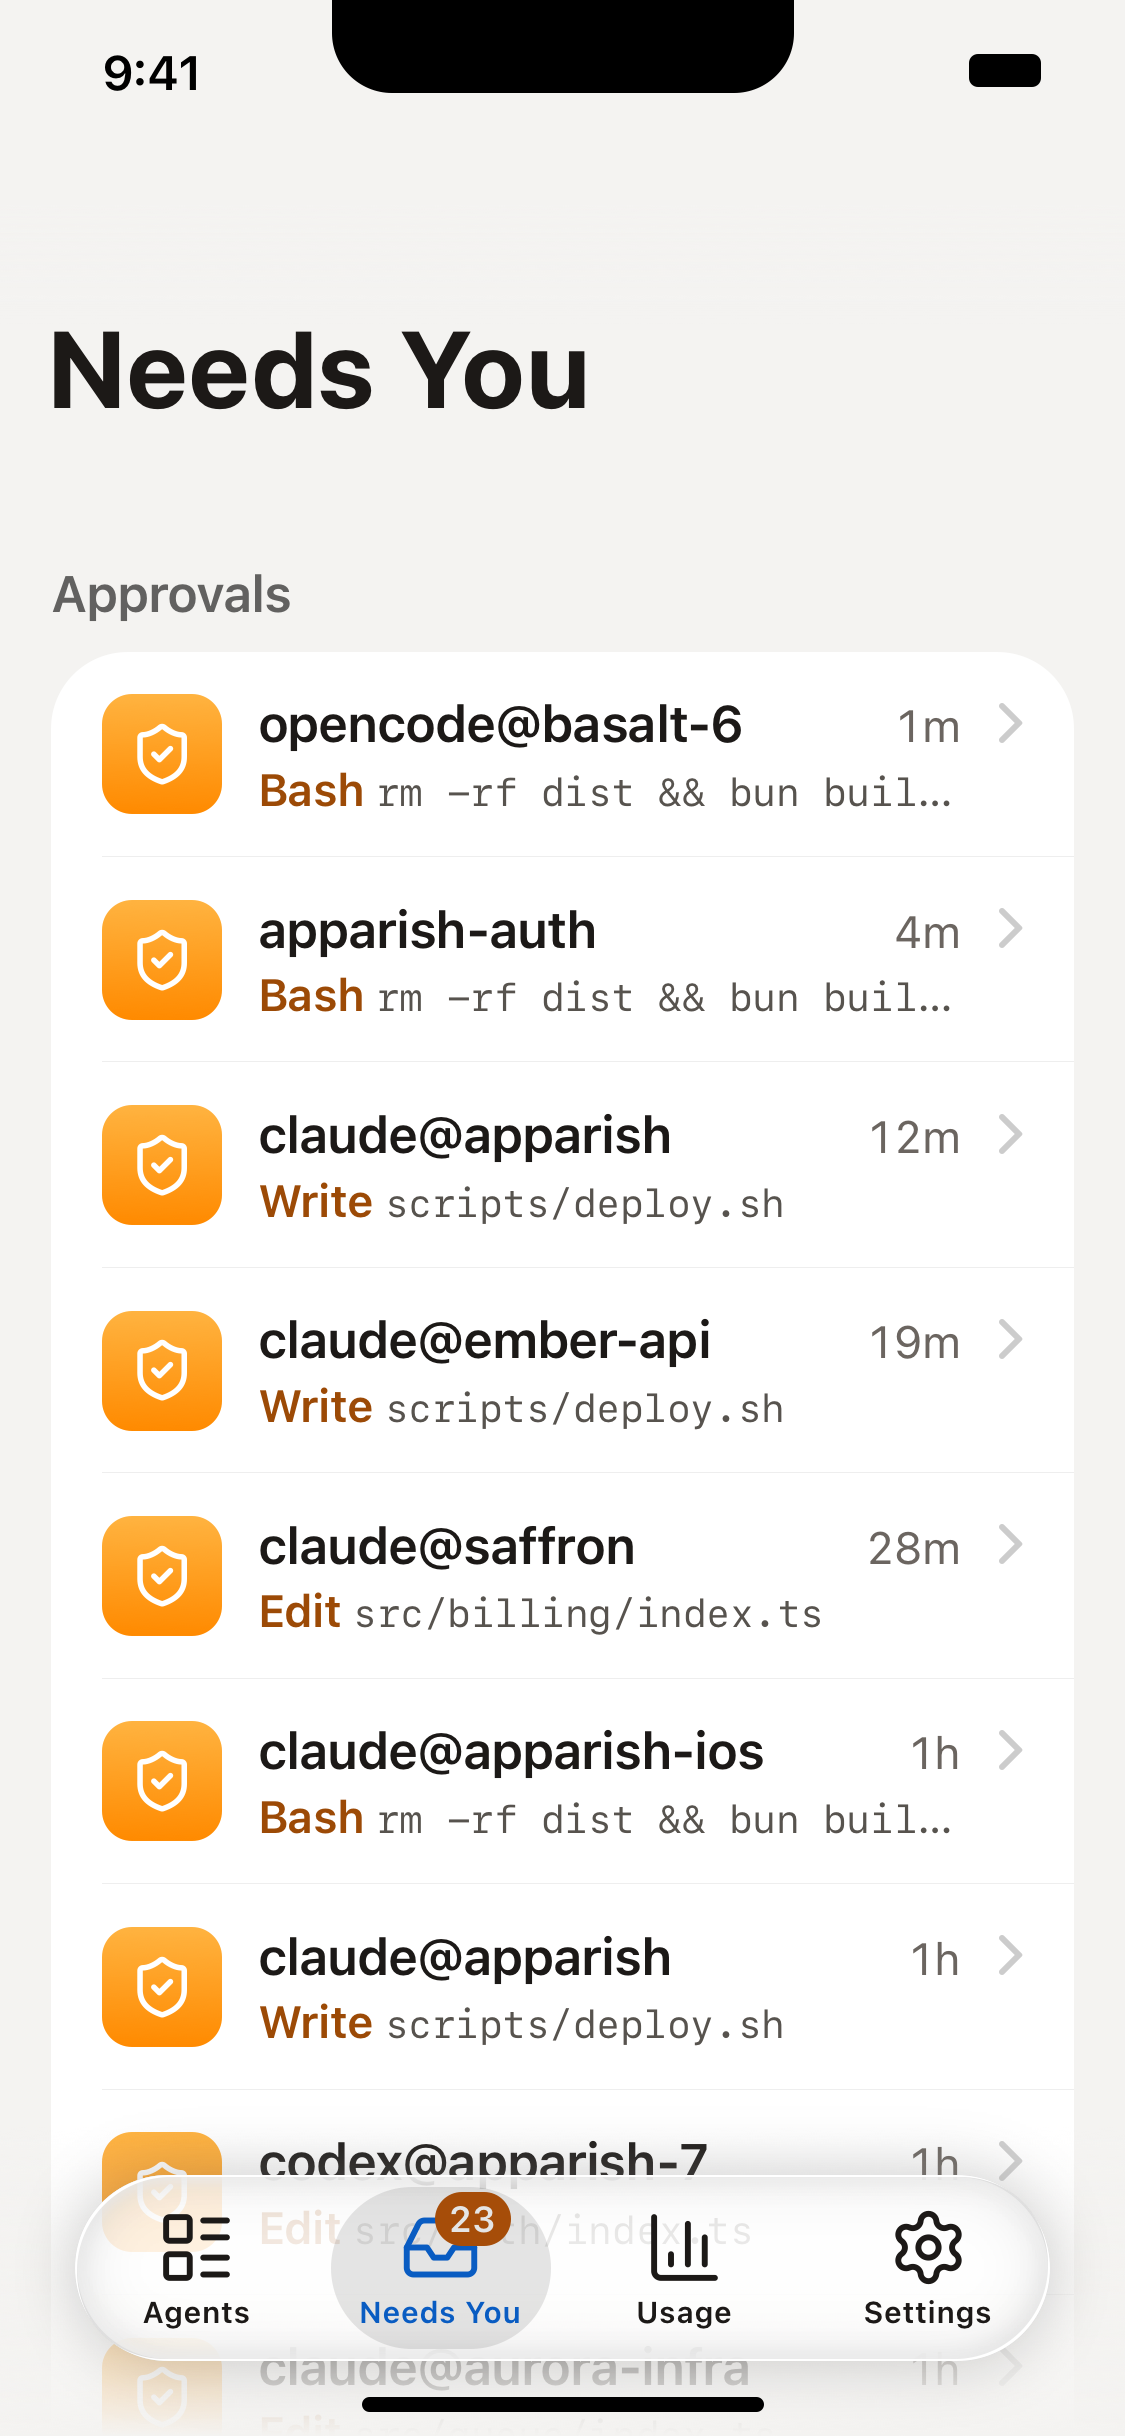 9:41
Needs You
Approvals
opencode@basalt-6 1m
Bash rm -rf dist && bun buil...
apparish-auth 4m
Bash rm -rf dist && bun buil...
claude@apparish 12m
Write scripts/deploy.sh
claude@ember-api 19m
Write scripts/deploy.sh
claude@saffron 28m
Edit src/billing/index.ts
claude@apparish-ios 1h
Bash rm -rf dist && bun buil...
claude@apparish 1h
Write scripts/deploy.sh
codex@apparish-7 1h
Edit
23
Agents Needs You Usage Settings
claude@aurora-infra 1h